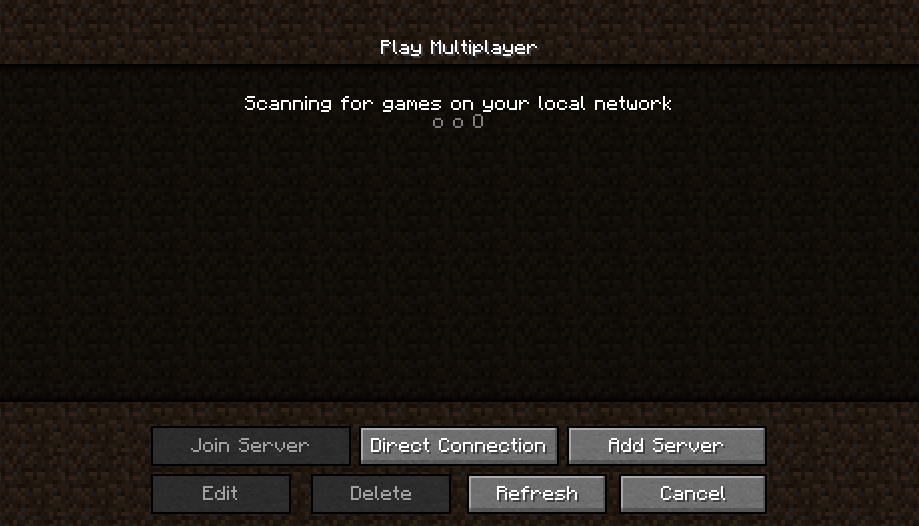 Play Multiplayer
Scanning for games on your local network
o o O
Join Server
Direct Connection
Add Server
Edit
Delete
Refresh
Cancel